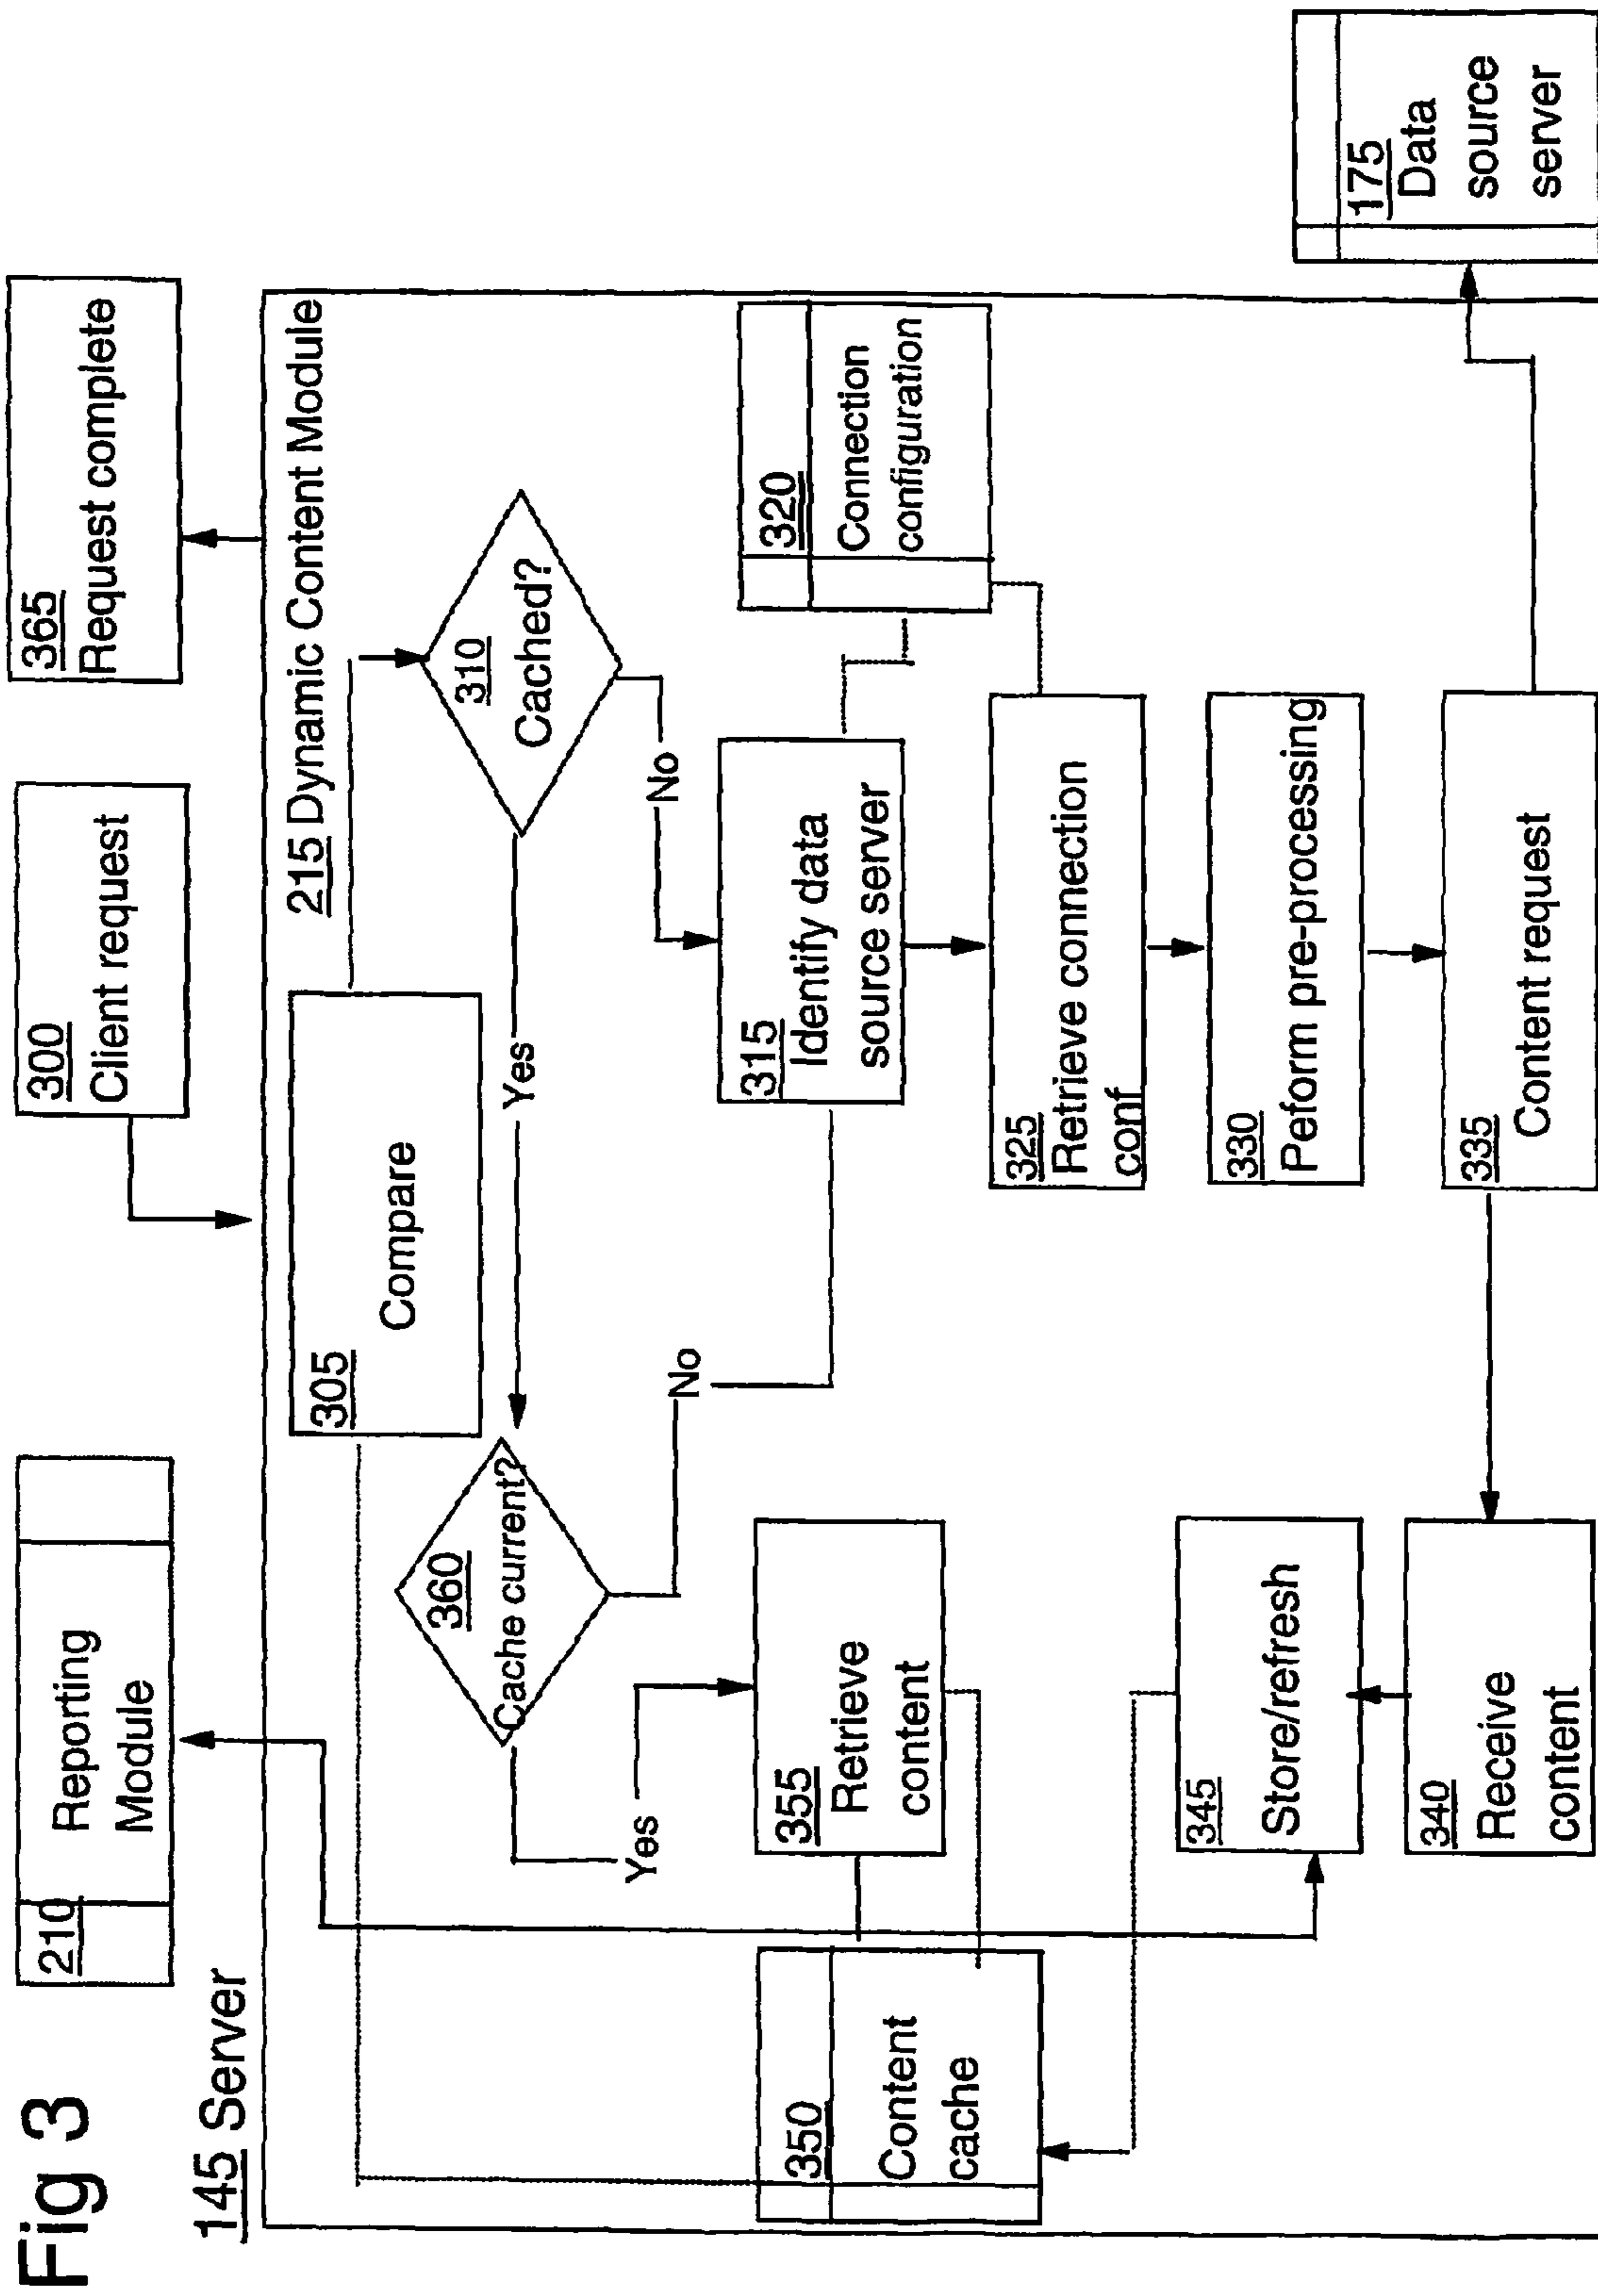 Fig 3
145 Server
210
Reporting
Module
300
Client request
365
Request complete
215 Dynamic Content Module
305
Compare
310
Cached?
360
Cache current?
Yes
No
Yes
No
315
Identify data
source server
320
Connection
configuration
325
Retrieve connection
conf
330
Peform pre-processing
335
Content request
175
Data
source
server
340
Receive
content
345
Store/refresh
350
Content
cache
355
Retrieve
content